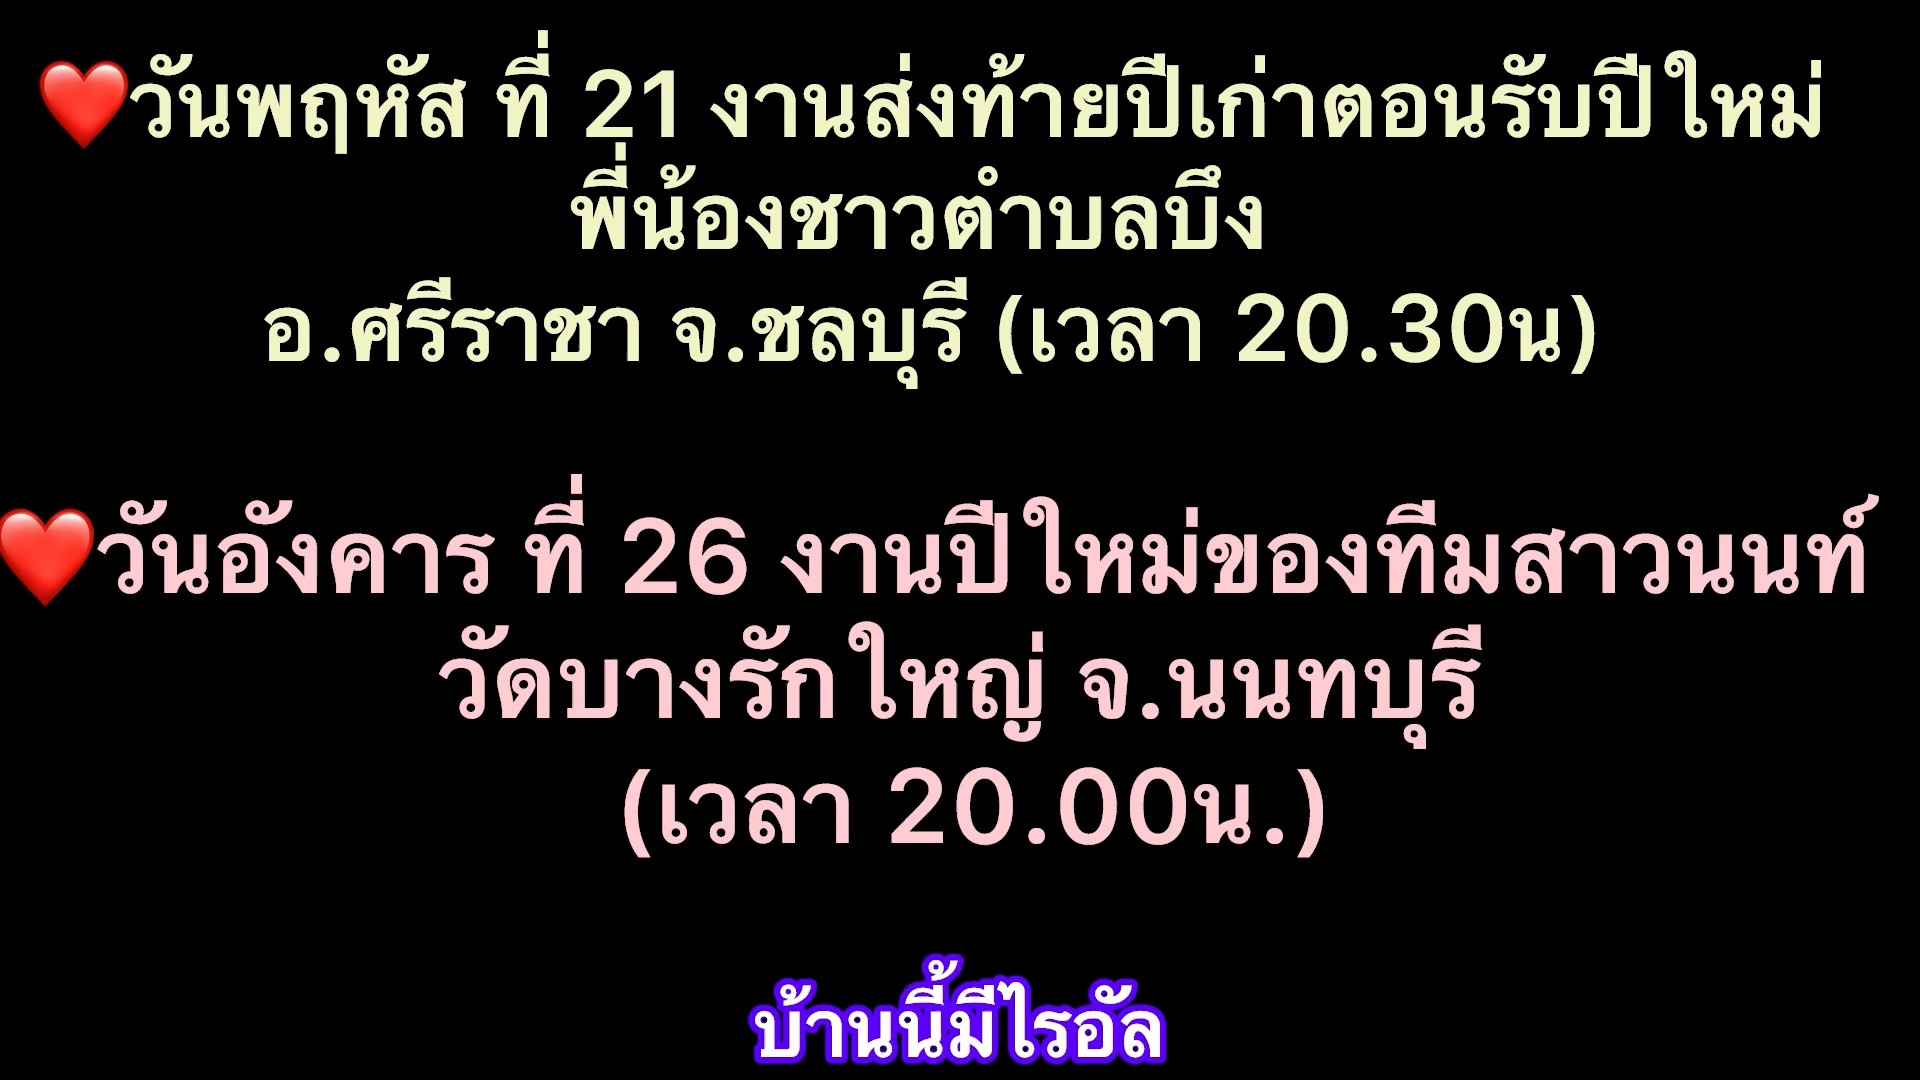 ❤️วันพฤหัส ที่ 21 งานส่งท้ายปีเก่าตอนรับปีใหม่
พี่น้องชาวตำบลบึง
อ.ศรีราชา จ.ชลบุรี (เวลา 20.30น)
❤️วันอังคาร ที่ 26 งานปีใหม่ของทีมสาวนนท์
วัดบางรักใหญ่ จ.นนทบุรี
(เวลา 20.00น.)
บ้านนี้มีไรอัล